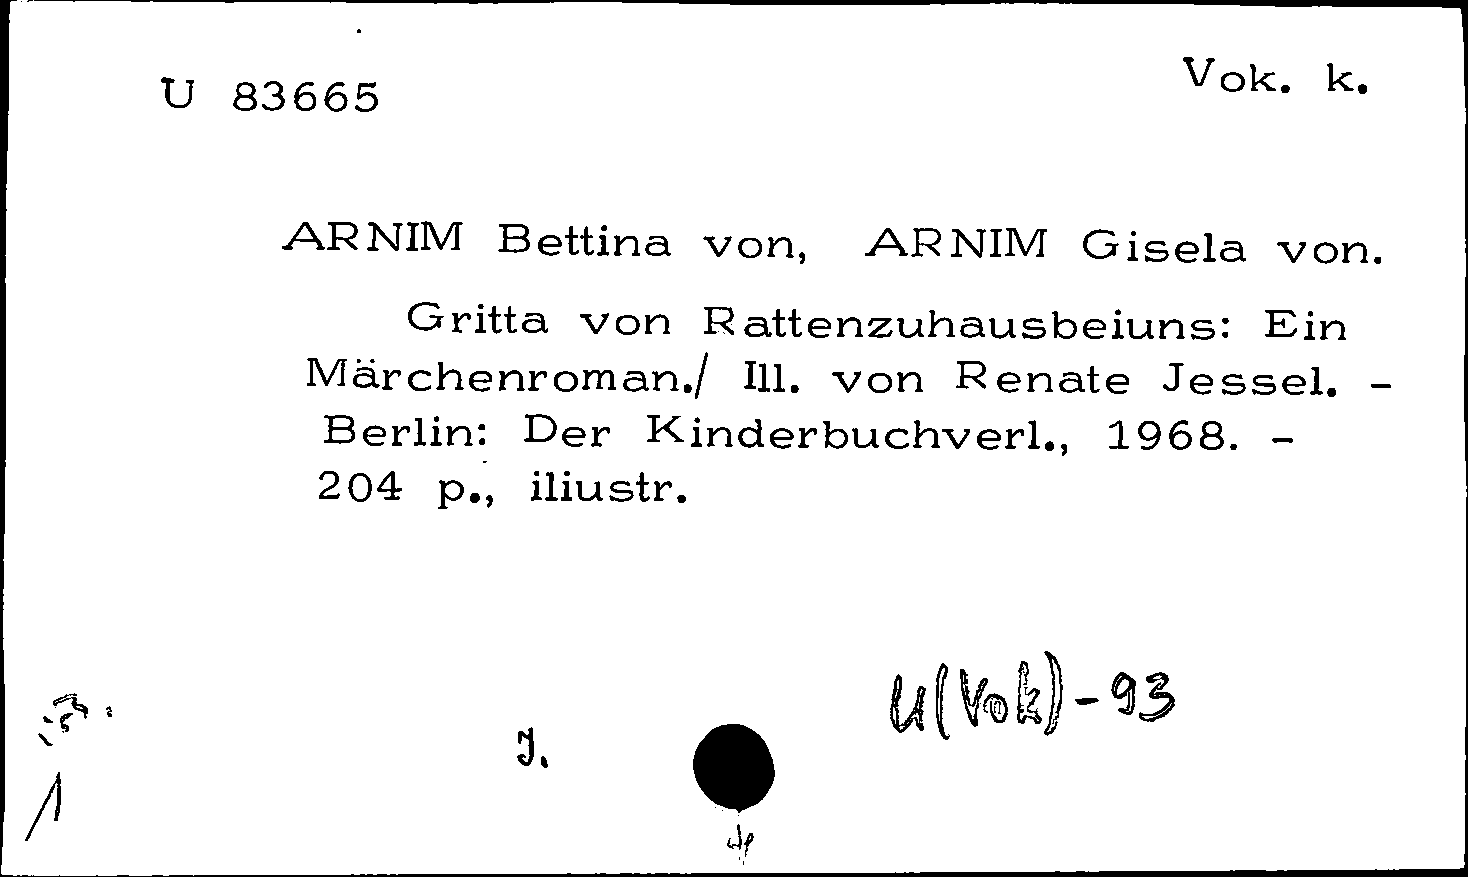 U 83665
Vok. k.
ARNIM Bettina von, ARNIM Gisela von.
Gritta von Rattenzuhausbeiuns: Ein
Märchenroman./ Ill. von Renate Jessel. -
Berlin: Der Kinderbuchverl., 1968. -
204 p., iliustr.
U(Vok)-93
J.
1